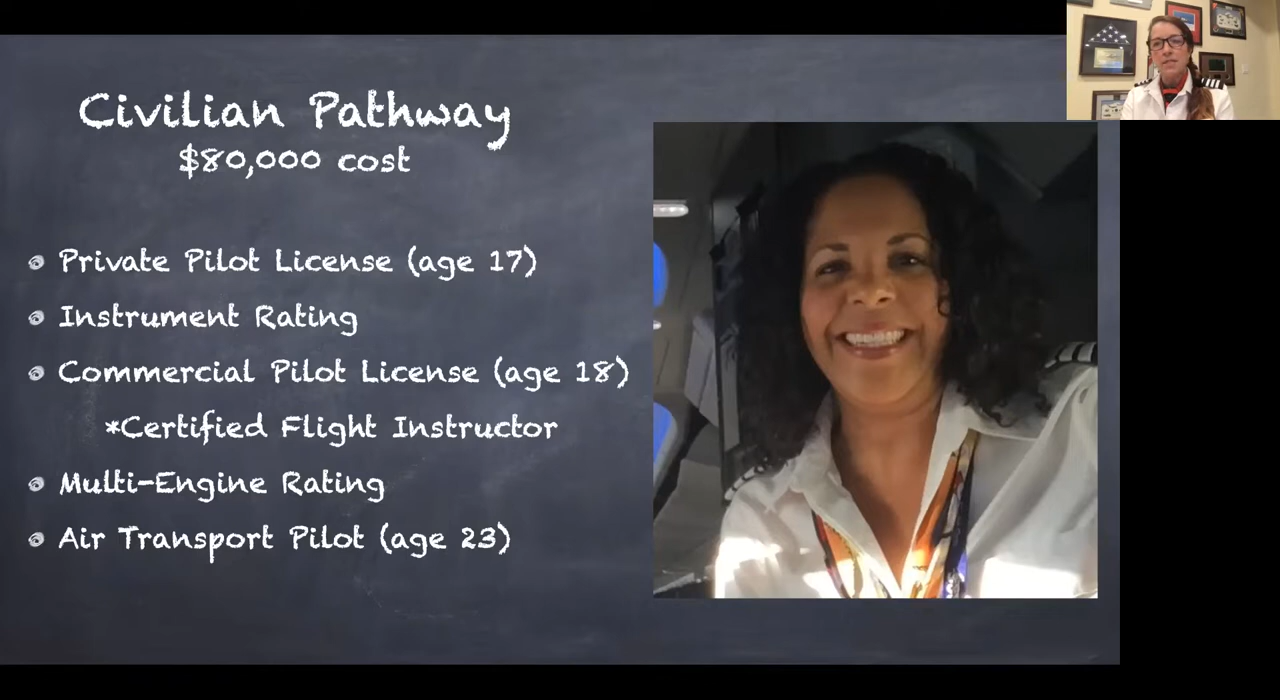 Civilian Pathway
$80,000 cost
Private Pilot License (age 17)
Instrument Rating
Commercial Pilot License (age 18)
*Certified Flight Instructor
Multi-Engine Rating
Air Transport Pilot (age 23)